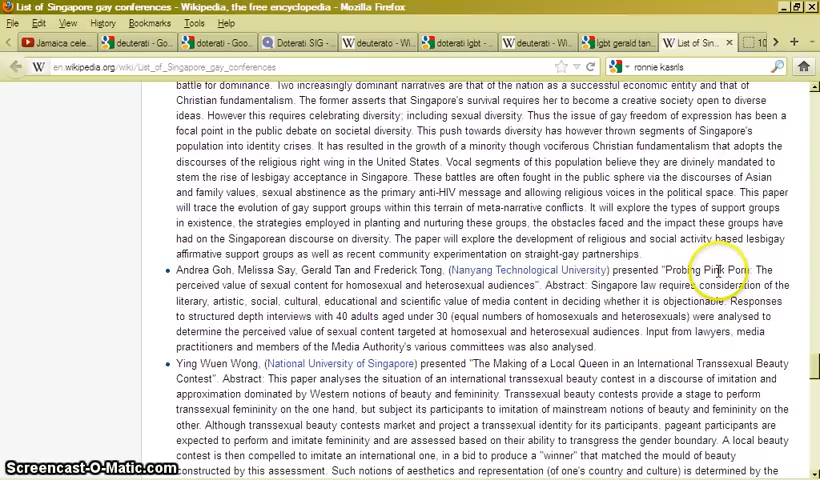 List of Singapore gay conferences - Wikipedia, the free encyclopedia - Mozilla Firefox
File Edit View History Bookmarks Tools Help
Jamaica cele... deuterati - Go... doterati - Goo... Doterati SIG - ... deuterato - Wi... doterati lgbt - ... deuterati - Wi... lgbt gerald tan... List of Sin... 10
en.wikipedia.org/wiki/List_of_Singapore_gay_conferences ronnie kasrils
battle for dominance. Two increasingly dominant narratives are that of the nation as a successful economic entity and that of
Christian fundamentalism. The former asserts that Singapore's survival requires her to become a creative society open to diverse
ideas. However this requires celebrating diversity; including sexual diversity. Thus the issue of gay freedom of expression has been a
focal point in the public debate on societal diversity. This push towards diversity has however thrown segments of Singapore's
population into identity crises. It has resulted in the growth of a minority though vociferous Christian fundamentalism that adopts the
discourses of the religious right wing in the United States. Vocal segments of this population believe they are divinely mandated to
stem the rise of lesbigay acceptance in Singapore. These battles are often fought in the public sphere via the discourses of Asian
and family values, sexual abstinence as the primary anti-HIV message and allowing religious voices in the political space. This paper
will trace the evolution of gay support groups within this terrain of meta-narrative conflicts. It will explore the types of support groups
in existence, the strategies employed in planting and nurturing these groups, the obstacles faced and the impact these groups have
had on the Singaporean discourse on diversity. The paper will explore the development of religious and social activity based lesbigay
affirmative support groups as well as recent community experimentation on straight-gay partnerships.
Andrea Goh, Melissa Say, Gerald Tan and Frederick Tong, (Nanyang Technological University) presented "Probing Pink Porn: The
perceived value of sexual content for homosexual and heterosexual audiences". Abstract: Singapore law requires consideration of the
literary, artistic, social, cultural, educational and scientific value of media content in deciding whether it is objectionable. Responses
to structured depth interviews with 40 adults aged under 30 (equal numbers of homosexuals and heterosexuals) were analysed to
determine the perceived value of sexual content targeted at homosexual and heterosexual audiences. Input from lawyers, media
practitioners and members of the Media Authority's various committees was also analysed.
Ying Wuen Wong, (National University of Singapore) presented "The Making of a Local Queen in an International Transsexual Beauty
Contest". Abstract: This paper analyses the situation of an international transsexual beauty contest in a discourse of imitation and
approximation dominated by Western notions of beauty and femininity. Transsexual beauty contests provide a stage to perform
transsexual femininity on the one hand, but subject its participants to imitation of mainstream notions of beauty and femininity on the
other. Although transsexual beauty contests market and project a transsexual identity for its participants, pageant participants are
expected to perform and imitate femininity and are assessed based on their ability to transgress the gender boundary. A local beauty
contest is then compelled to imitate an international one, in a bid to produce a "winner" that matched the mould of beauty
constructed by this assessment. Such notions of aesthetics and representation (of one's country and culture) is determined by the
Screencast-O-Matic.com